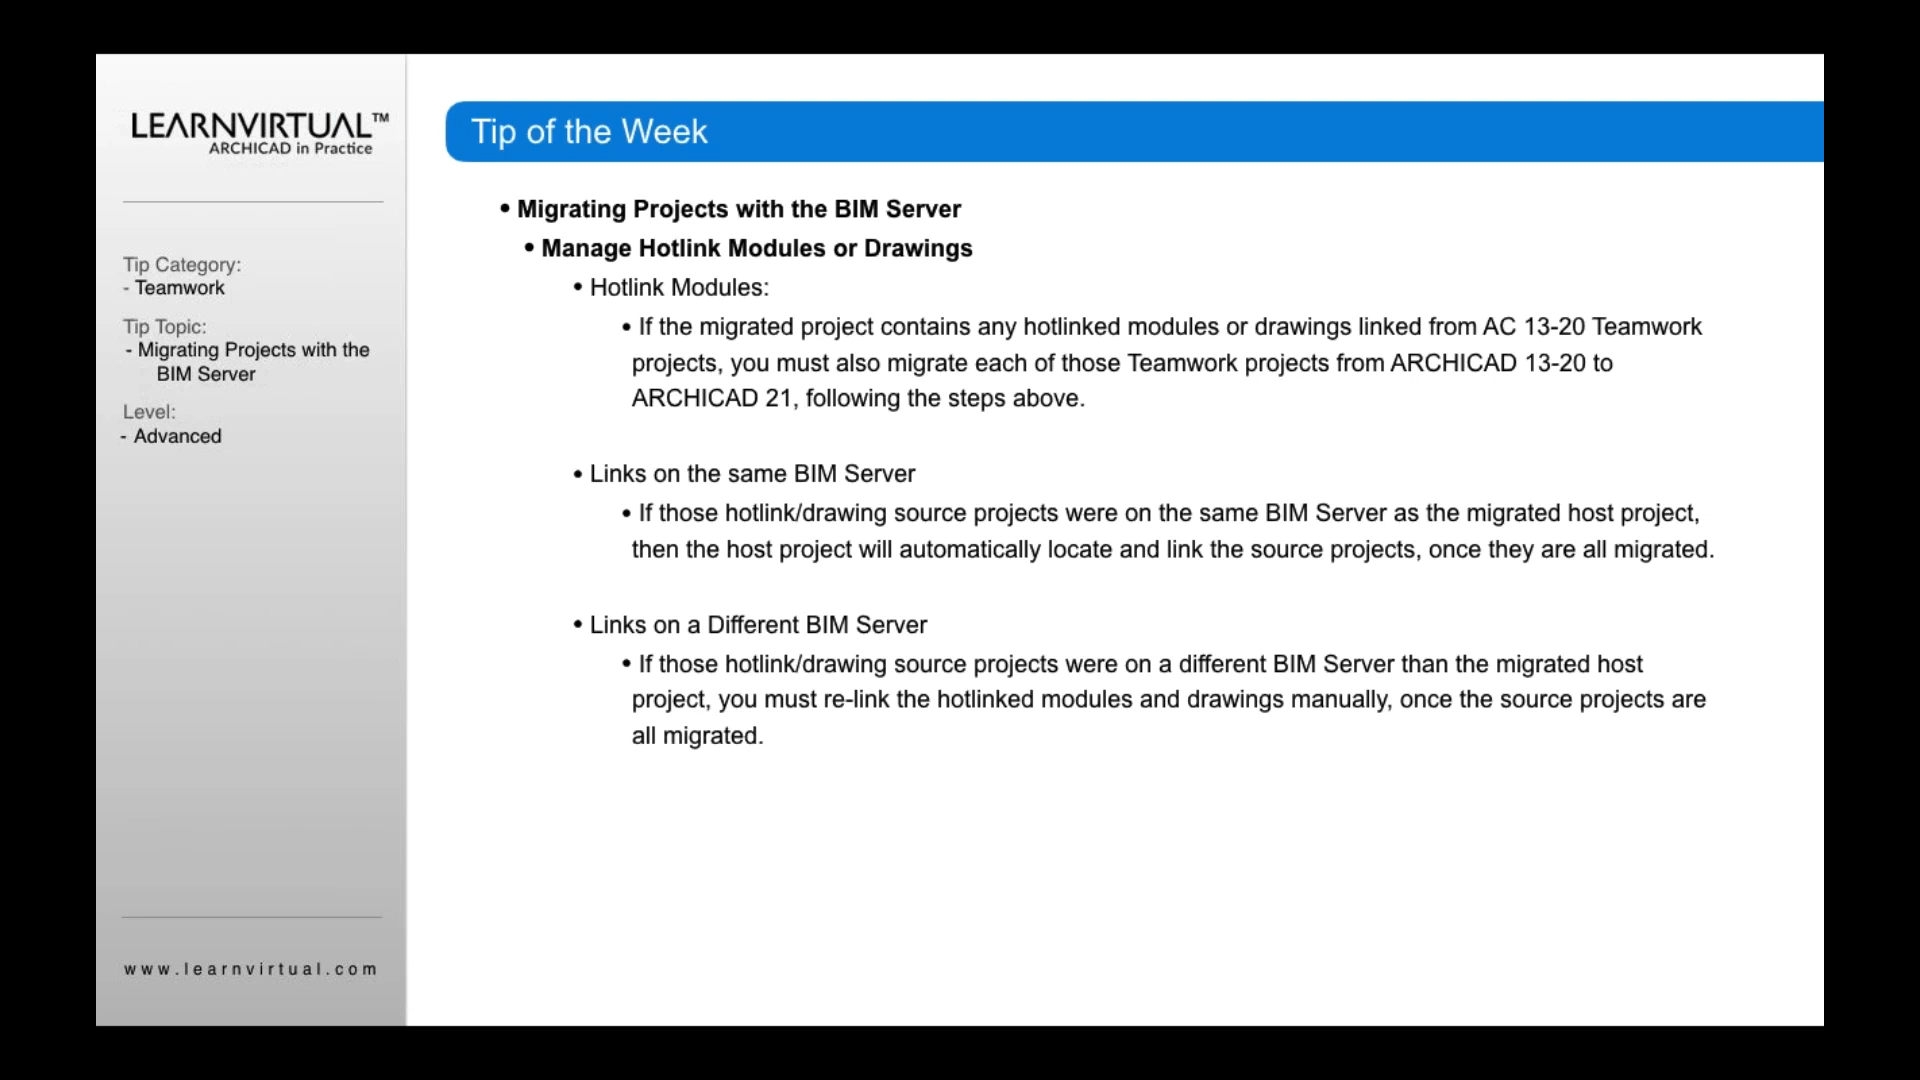 LEARNVIRTUAL™
ARCHICAD in Practice
Tip Category:
- Teamwork
Tip Topic:
- Migrating Projects with the
BIM Server
Level:
- Advanced
www.learnvirtual.com
Tip of the Week
• Migrating Projects with the BIM Server
• Manage Hotlink Modules or Drawings
• Hotlink Modules:
• If the migrated project contains any hotlinked modules or drawings linked from AC 13-20 Teamwork
projects, you must also migrate each of those Teamwork projects from ARCHICAD 13-20 to
ARCHICAD 21, following the steps above.
• Links on the same BIM Server
• If those hotlink/drawing source projects were on the same BIM Server as the migrated host project,
then the host project will automatically locate and link the source projects, once they are all migrated.
• Links on a Different BIM Server
• If those hotlink/drawing source projects were on a different BIM Server than the migrated host
project, you must re-link the hotlinked modules and drawings manually, once the source projects are
all migrated.